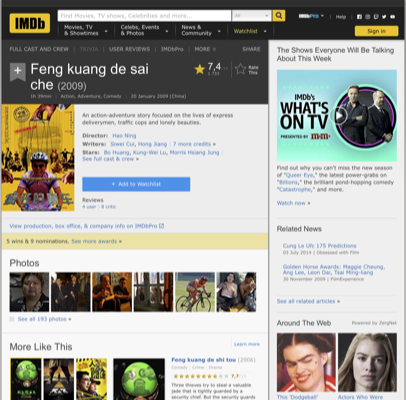 IMDb
Find Movies, TV shows, Celebrities and more...
All
IMDbPro
Help
Movies, TV
& Showtimes
Celebs, Events
& Photos
News &
Community
Watchlist
Sign in
FULL CAST AND CREW | TRIVIA | USER REVIEWS | IMDbPro | MORE
SHARE
Feng kuang de sai
che (2009)
7,4
Rate
This
1h 39min | Action, Adventure, Comedy | 20 January 2009 (China)
An action-adventure story focused on the lives of express
deliverymen, traffic cops and lonely beauties.
Director: Hao Ning
Writers: Siwei Cui, Hong Jiang | 7 more credits »
Stars: Bo Huang, Kung-Wei Lu, Morris Hsiang Jung
See full cast & crew »
+ Add to Watchlist
Reviews
4 user | 8 critic
View production, box office, & company info on IMDbPro
5 wins & 9 nominations. See more awards »
Photos
See all 193 photos »
More Like This
Learn more
Feng kuang de shi tou (2006)
Comedy | Crime | Drama
7,7
Three thieves try to steal a valuable
jade that is tightly guarded by a
security chief. But the security guards
The Shows Everyone Will Be Talking
About This Week
IMDb's
WHAT'S
ON TV
PRESENTED BY m&m's
Find out why you can't miss the new season
of "Queer Eye," the latest power-grabs on
"Billions," the brilliant pond-hopping comedy
"Catastrophe," and more.
Watch now »
Related News
Cung Le UF: 175 Predictions
03 July 2014 | Obsessed with Film
Golden Horse Awards: Maggie Cheung,
Ang Lee, Leon Dai, Tsai Ming-liang
30 November 2009 | FilmExperience
See all related articles »
Around The Web
Powered by ZergNet
This 'Dodgeball'
Actors Who Were